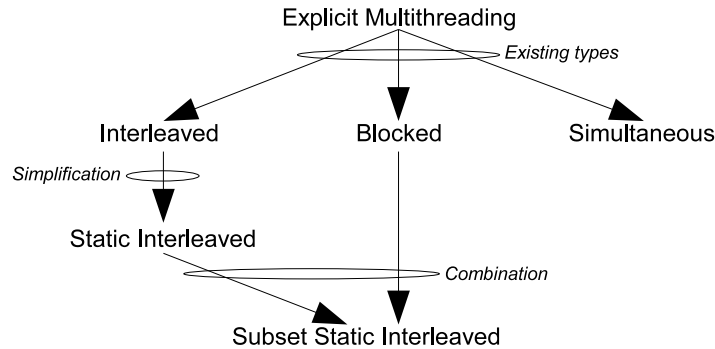 Explicit Multithreading
Existing types
Interleaved
Blocked
Simultaneous
Simplification
Static Interleaved
Combination
Subset Static Interleaved